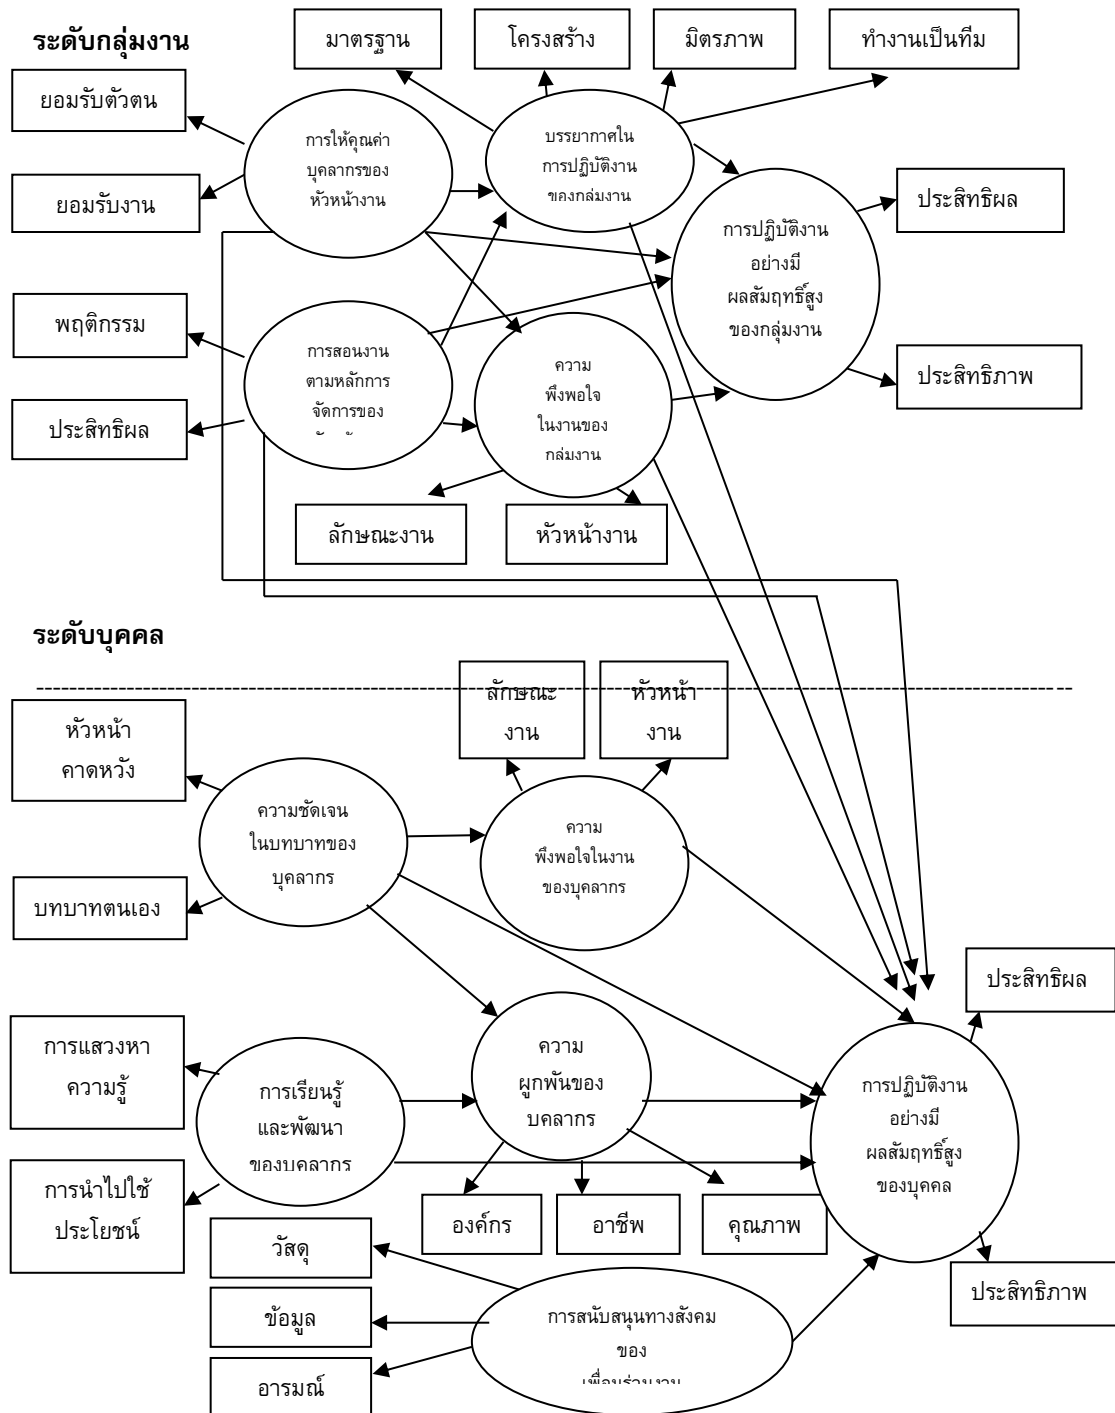 ระดับกลุ่มงาน
มาตรฐาน
โครงสร้าง
มิตรภาพ
ทำงานเป็นทีม
ยอมรับตัวตน
ยอมรับงาน
การให้คุณค่า
บุคลากรของ
หัวหน้างาน
บรรยากาศใน
การปฏิบัติงาน
ของกลุ่มงาน
การปฏิบัติงาน
อย่างมี
ผลสัมฤทธิ์สูง
ของกลุ่มงาน
ประสิทธิผล
ประสิทธิภาพ
พฤติกรรม
ประสิทธิผล
การสอนงาน
ตามหลักการ
จัดการของ
ความ
พึงพอใจ
ในงานของ
กลุ่มงาน
ลักษณะงาน
หัวหน้างาน
ระดับบุคคล
ลักษณะ
งาน
หัวหน้า
งาน
หัวหน้า
คาดหวัง
บทบาทตนเอง
ความชัดเจน
ในบทบาทของ
บุคลากร
ความ
พึงพอใจในงาน
ของบุคลากร
การแสวงหา
ความรู้
การนำไปใช้
ประโยชน์
การเรียนรู้
และพัฒนา
ของบุคลากร
ความ
ผูกพันของ
บุคลากร
องค์กร
อาชีพ
คุณภาพ
การปฏิบัติงาน
อย่างมี
ผลสัมฤทธิ์สูง
ของบุคคล
ประสิทธิผล
ประสิทธิภาพ
วัสดุ
ข้อมูล
อารมณ์
การสนับสนุนทางสังคม
ของ
เพื่อนร่วมงาน